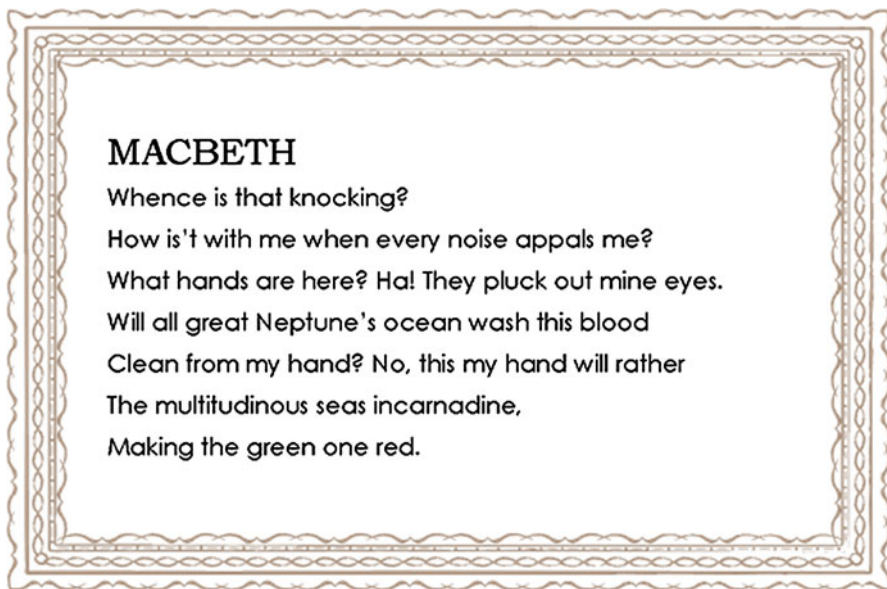 MACBETH
Whence is that knocking?
How is't with me when every noise appals me?
What hands are here? Ha! They pluck out mine eyes.
Will all great Neptune's ocean wash this blood
Clean from my hand? No, this my hand will rather
The multitudinous seas incarnadine,
Making the green one red.